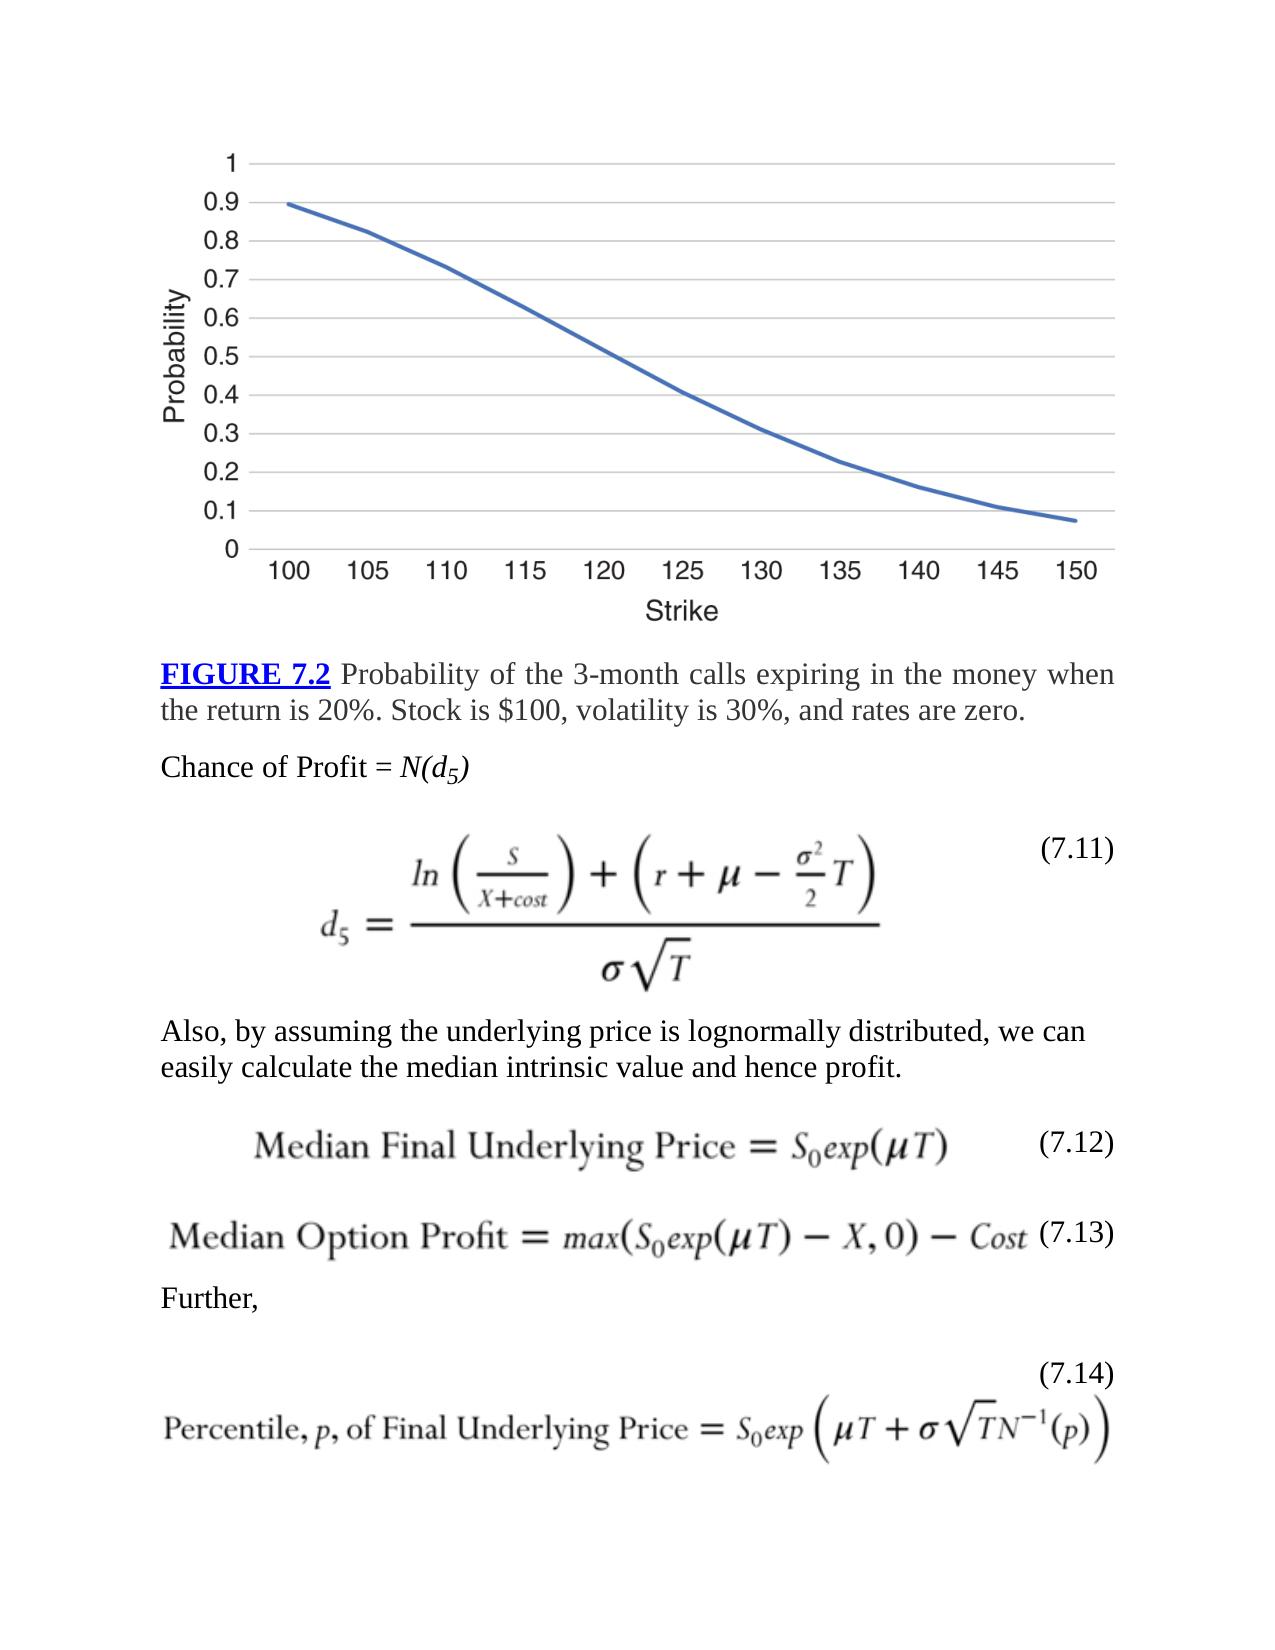 1
0.9
0.8
0.7
0.6
0.5
0.4
0.3
0.2
0.1
0
Probability
100 105 110 115 120 125 130 135 140 145 150
Strike
FIGURE 7.2 Probability of the 3-month calls expiring in the money when
the return is 20%. Stock is $100, volatility is 30%, and rates are zero.
Chance of Profit = N(d₅)
d₅ = (ln(S/(X+cost)) + (r + μ − σ²/2 T)) / (σ√T) (7.11)
Also, by assuming the underlying price is lognormally distributed, we can
easily calculate the median intrinsic value and hence profit.
Median Final Underlying Price = S₀exp(μT) (7.12)
Median Option Profit = max(S₀exp(μT) − X, 0) − Cost (7.13)
Further,
(7.14)
Percentile, p, of Final Underlying Price = S₀exp(μT + σ√T N⁻¹(p))